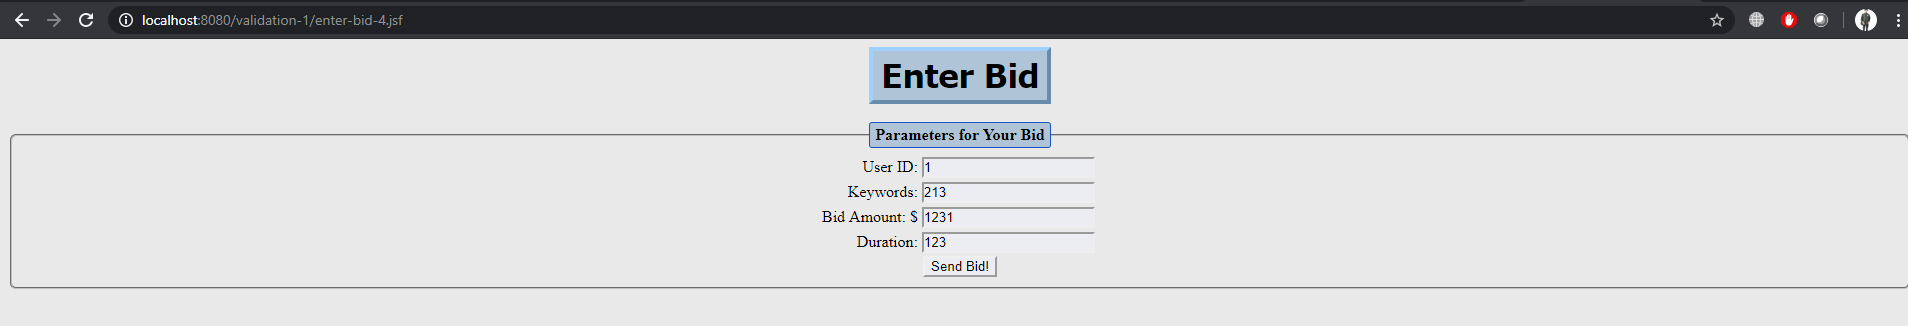 localhost:8080/validation-1/enter-bid-4.jsf
Enter Bid
Parameters for Your Bid
User ID: 1
Keywords: 213
Bid Amount: $ 1231
Duration: 123
Send Bid!